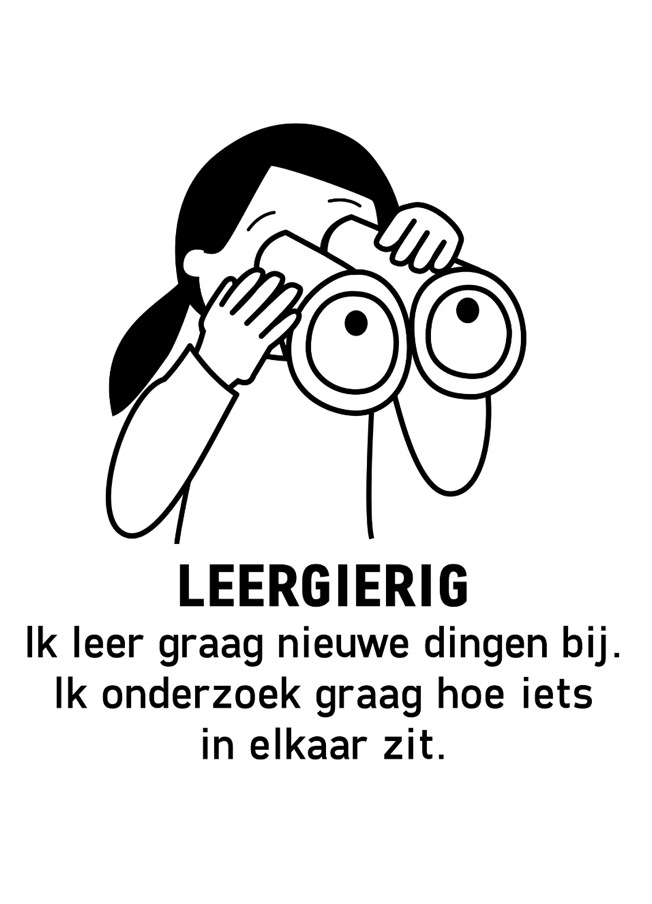 LEERGIERIG
Ik leer graag nieuwe dingen bij.
Ik onderzoek graag hoe iets
in elkaar zit.